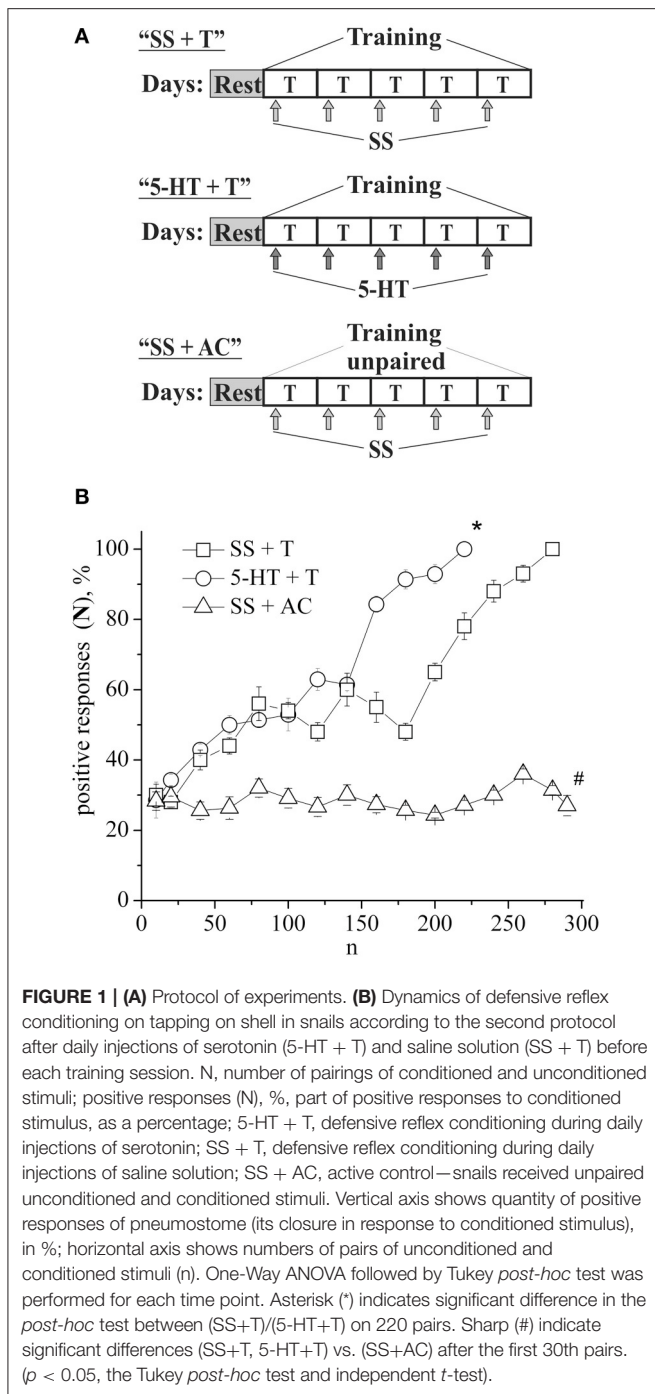 A
"SS + T"
Training
Days: Rest T T T T T
SS
"5-HT + T"
Training
Days: Rest T T T T T
5-HT
"SS + AC"
Training
unpaired
Days: Rest T T T T T
SS
B
positive responses (N), %
100
80
60
40
20
0
SS + T
5-HT + T
SS + AC
*
#
0 50 100 150 200 250 300
n
FIGURE 1 | (A) Protocol of experiments. (B) Dynamics of defensive reflex
conditioning on tapping on shell in snails according to the second protocol
after daily injections of serotonin (5-HT + T) and saline solution (SS + T) before
each training session. N, number of pairings of conditioned and unconditioned
stimuli; positive responses (N), %, part of positive responses to conditioned
stimulus, as a percentage; 5-HT + T, defensive reflex conditioning during daily
injections of serotonin; SS + T, defensive reflex conditioning during daily
injections of saline solution; SS + AC, active control—snails received unpaired
unconditioned and conditioned stimuli. Vertical axis shows quantity of positive
responses of pneumostome (its closure in response to conditioned stimulus),
in %; horizontal axis shows numbers of pairs of unconditioned and
conditioned stimuli (n). One-Way ANOVA followed by Tukey post-hoc test was
performed for each time point. Asterisk (*) indicates significant difference in the
post-hoc test between (SS+T)/(5-HT+T) on 220 pairs. Sharp (#) indicate
significant differences (SS+T, 5-HT+T) vs. (SS+AC) after the first 30th pairs.
(p < 0.05, the Tukey post-hoc test and independent t-test).